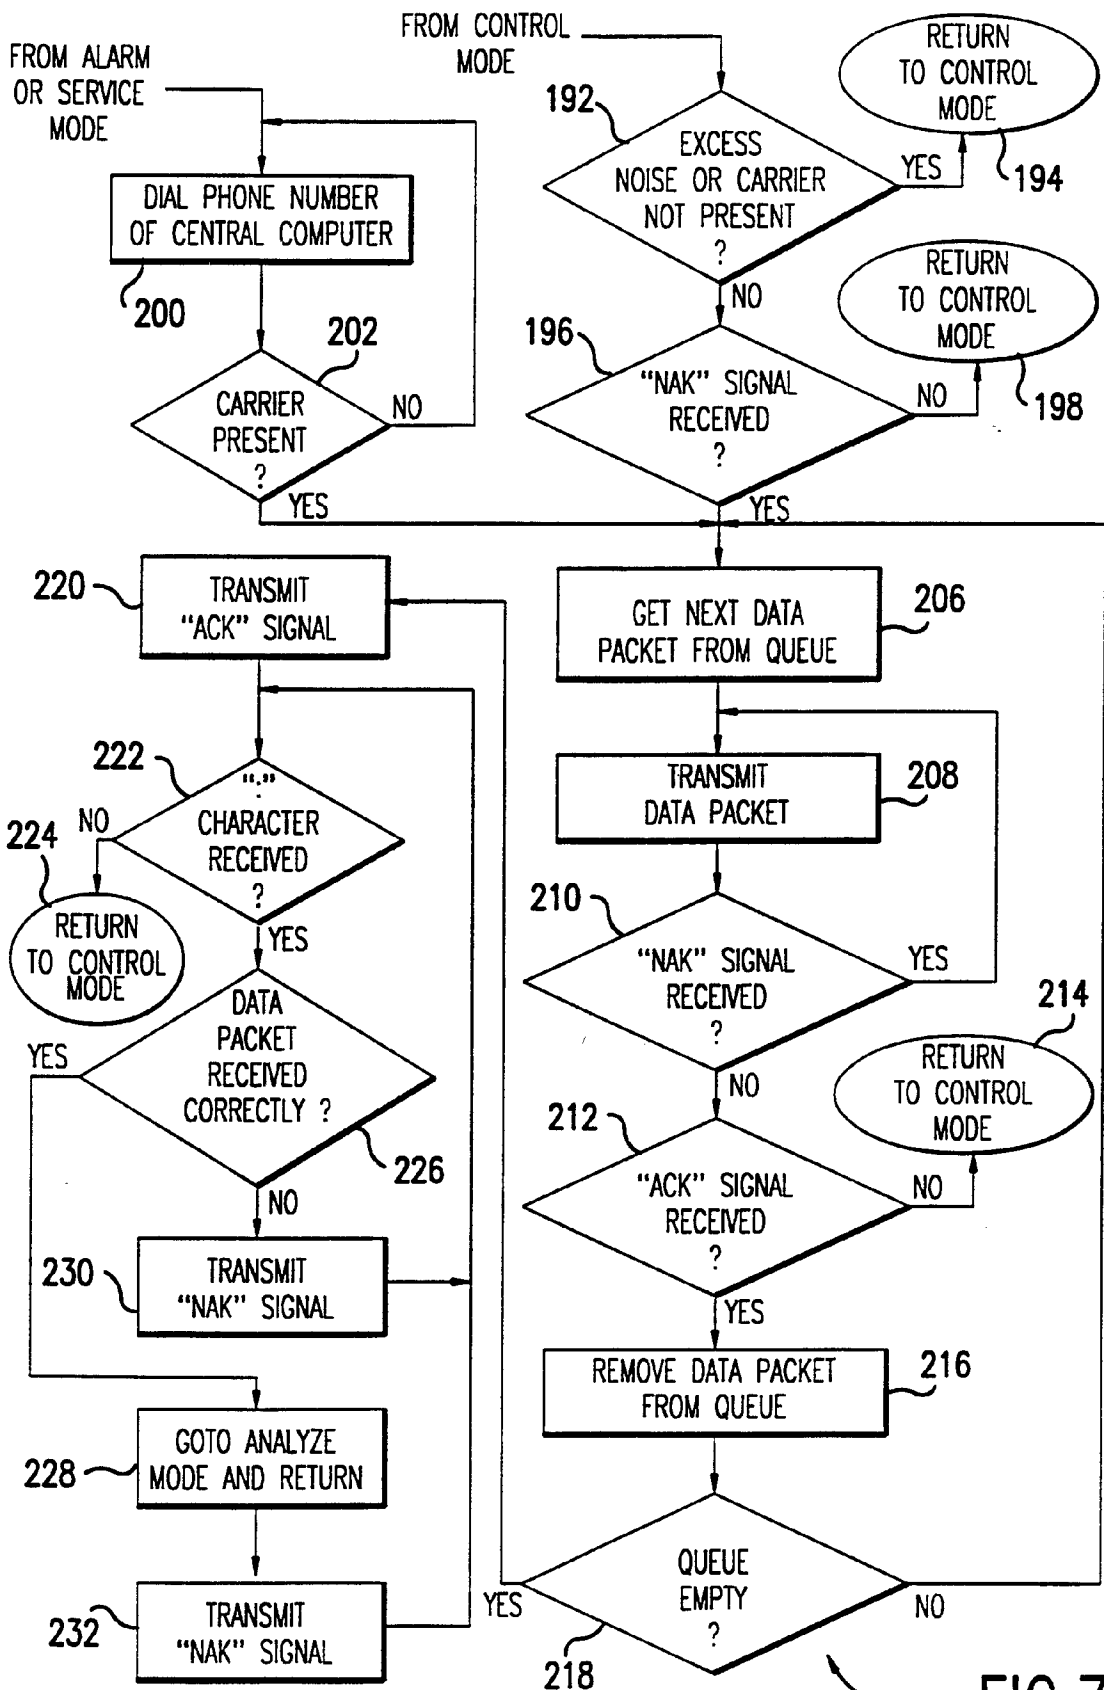 FROM ALARM
OR SERVICE
MODE
FROM CONTROL
MODE
RETURN
TO CONTROL
MODE
194
192
EXCESS
NOISE OR CARRIER
NOT PRESENT
?
YES
NO
DIAL PHONE NUMBER
OF CENTRAL COMPUTER
200
202
CARRIER
PRESENT
?
NO
YES
RETURN
TO CONTROL
MODE
198
196
"NAK" SIGNAL
RECEIVED
?
NO
YES
220
TRANSMIT
"ACK" SIGNAL
206
GET NEXT DATA
PACKET FROM QUEUE
222
":"
CHARACTER
RECEIVED
?
NO
YES
224
RETURN
TO CONTROL
MODE
208
TRANSMIT
DATA PACKET
210
"NAK" SIGNAL
RECEIVED
?
YES
NO
DATA
PACKET
RECEIVED
CORRECTLY ?
YES
226
NO
214
RETURN
TO CONTROL
MODE
212
"ACK" SIGNAL
RECEIVED
?
NO
YES
230
TRANSMIT
"NAK" SIGNAL
REMOVE DATA PACKET
FROM QUEUE
216
228
GOTO ANALYZE
MODE AND RETURN
232
TRANSMIT
"NAK" SIGNAL
QUEUE
EMPTY
?
YES
NO
218
FIG.7